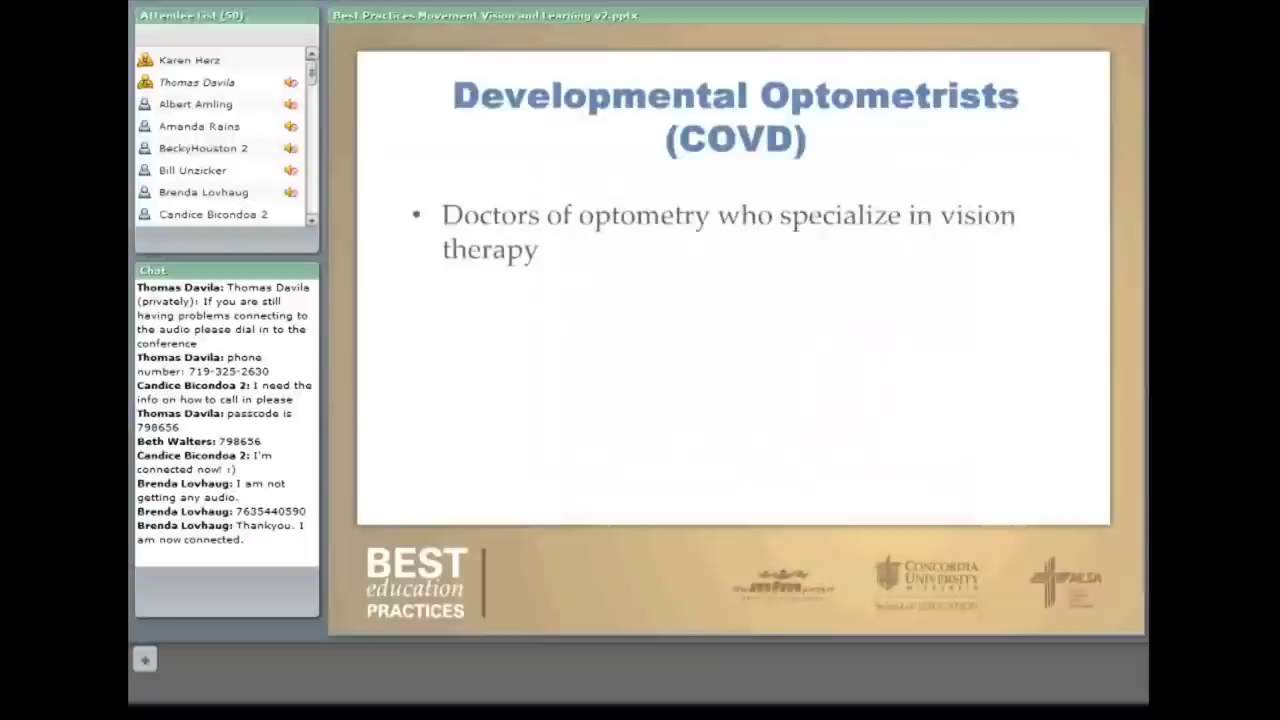 Attendee List (50)
Karen Herz
Thomas Davila
Albert Amling
Amanda Rains
BeckyHouston 2
Bill Unzicker
Brenda Lovhaug
Candice Bicondoa 2
Chat
Thomas Davila: Thomas Davila
(privately): If you are still
having problems connecting to
the audio please dial in to the
conference
Thomas Davila: phone
number: 719-325-2630
Candice Bicondoa 2: I need the
info on how to call in please
Thomas Davila: passcode is
798656
Beth Walters: 798656
Candice Bicondoa 2: I'm
connected now! :)
Brenda Lovhaug: I am not
getting any audio.
Brenda Lovhaug: 7635440590
Brenda Lovhaug: Thankyou. I
am now connected.
Best Practices Movement Vision and Learning v2.pptx
Developmental Optometrists
(COVD)
• Doctors of optometry who specialize in vision
therapy
BEST
education
PRACTICES
CONCORDIA
UNIVERSITY
SCHOOL OF EDUCATION
ALSA